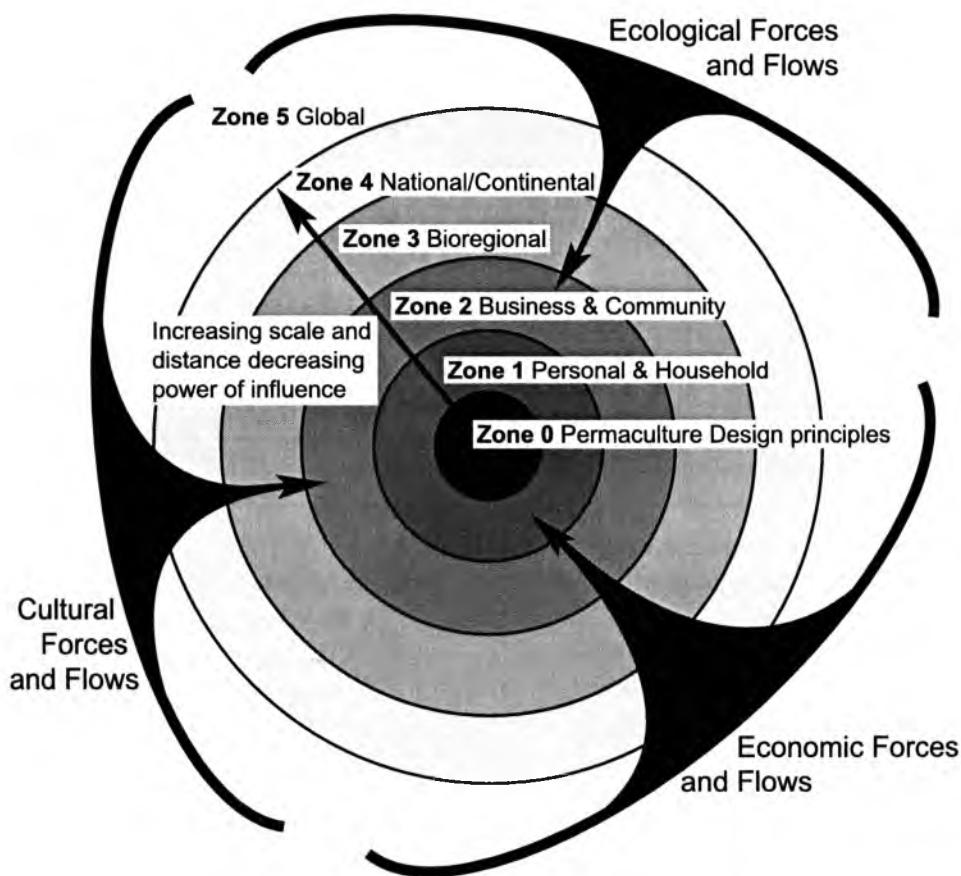 Ecological Forces
and Flows
Zone 5 Global
Zone 4 National/Continental
Zone 3 Bioregional
Zone 2 Business & Community
Increasing scale and
distance decreasing
power of influence
Zone 1 Personal & Household
Zone 0 Permaculture Design principles
Cultural
Forces
and Flows
Economic Forces
and Flows